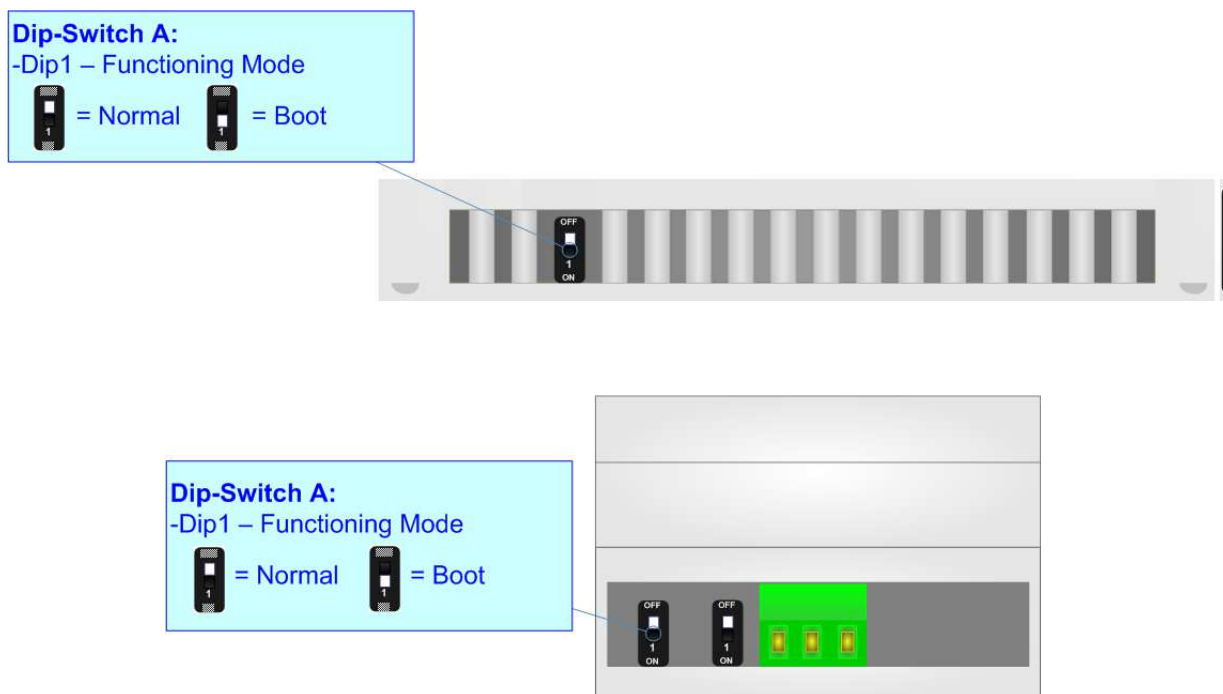 Dip-Switch A:
-Dip1 – Functioning Mode
1 = Normal 1 = Boot
OFF
1
ON
Dip-Switch A:
-Dip1 – Functioning Mode
1 = Normal 1 = Boot
OFF OFF
1 1
ON ON